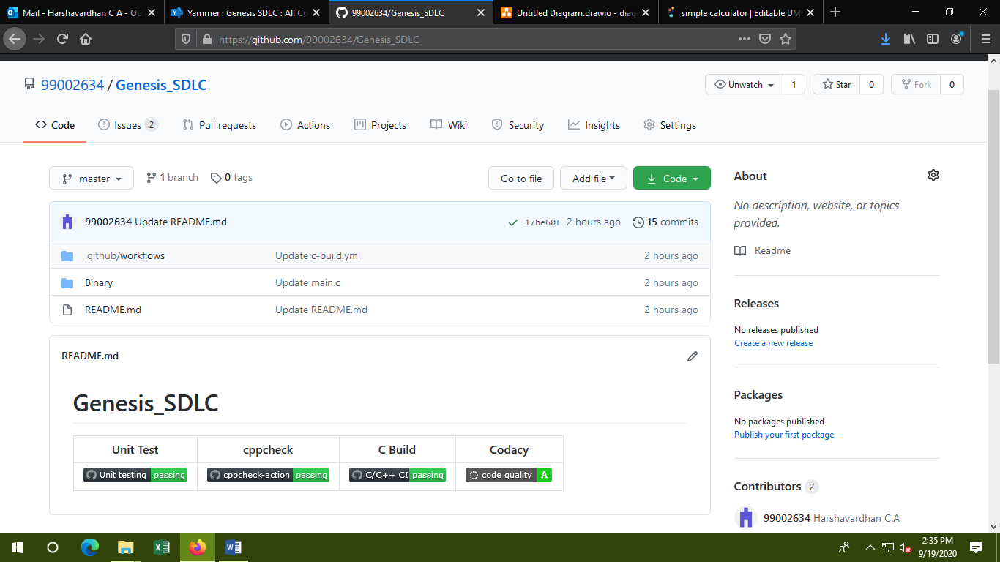 Mail - Harshavardhan C A - Out
Yammer : Genesis SDLC : All Co
99002634/Genesis_SDLC
Untitled Diagram.drawio - diag
simple calculator | Editable UM
https://github.com/99002634/Genesis_SDLC
99002634 / Genesis_SDLC
Unwatch 1
Star 0
Fork 0
Code
Issues 2
Pull requests
Actions
Projects
Wiki
Security
Insights
Settings
master
1 branch
0 tags
Go to file
Add file
Code
About
No description, website, or topics
provided.
Readme
99002634 Update README.md
17be60f 2 hours ago
15 commits
.github/workflows Update c-build.yml 2 hours ago
Binary Update main.c 2 hours ago
README.md Update README.md 2 hours ago
Releases
No releases published
Create a new release
README.md
Genesis_SDLC
Unit Test cppcheck C Build Codacy
Unit testing passing cppcheck-action passing C/C++ CI passing code quality A
Packages
No packages published
Publish your first package
Contributors 2
99002634 Harshavardhan C.A
2:35 PM
9/19/2020